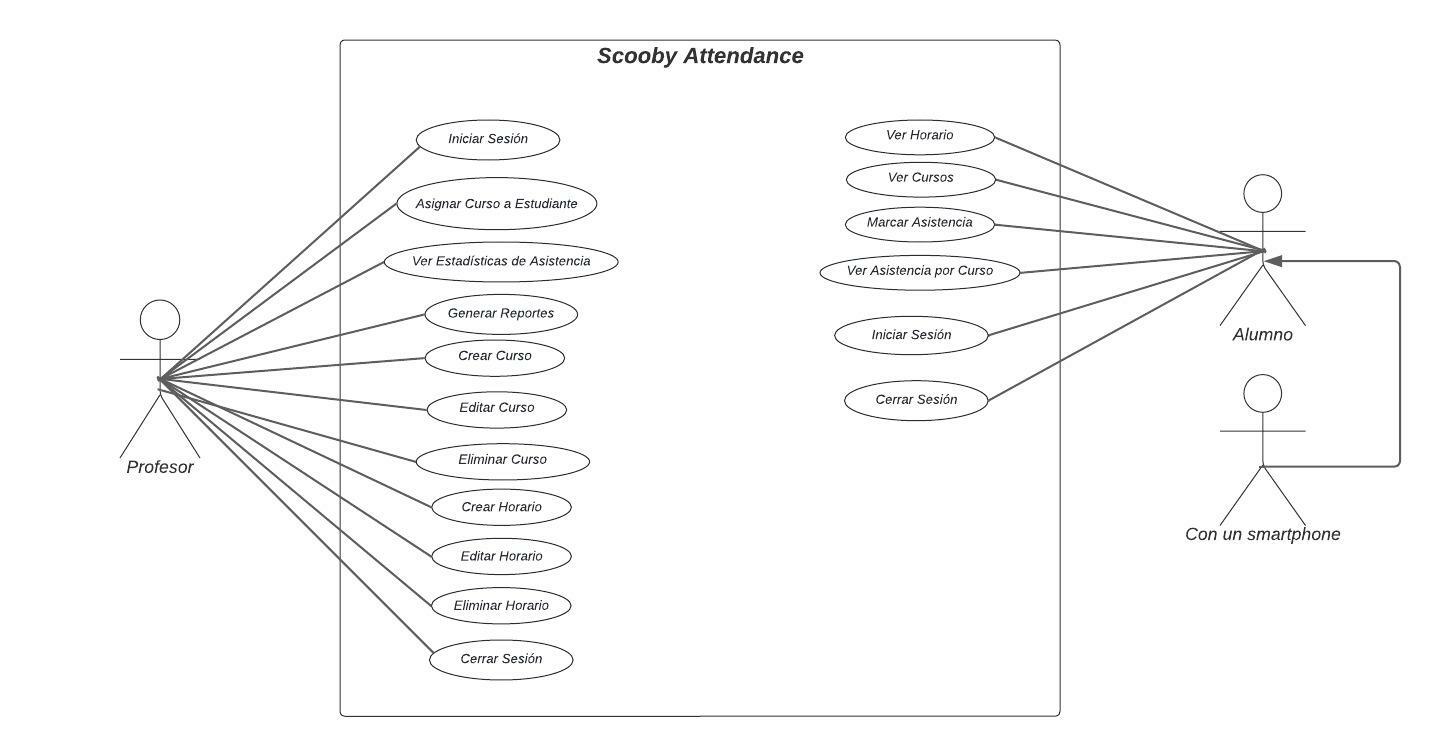 Scooby Attendance
Iniciar Sesión
Asignar Curso a Estudiante
Ver Estadísticas de Asistencia
Generar Reportes
Crear Curso
Editar Curso
Eliminar Curso
Crear Horario
Editar Horario
Eliminar Horario
Cerrar Sesión
Profesor
Ver Horario
Ver Cursos
Marcar Asistencia
Ver Asistencia por Curso
Iniciar Sesión
Cerrar Sesión
Alumno
Con un smartphone